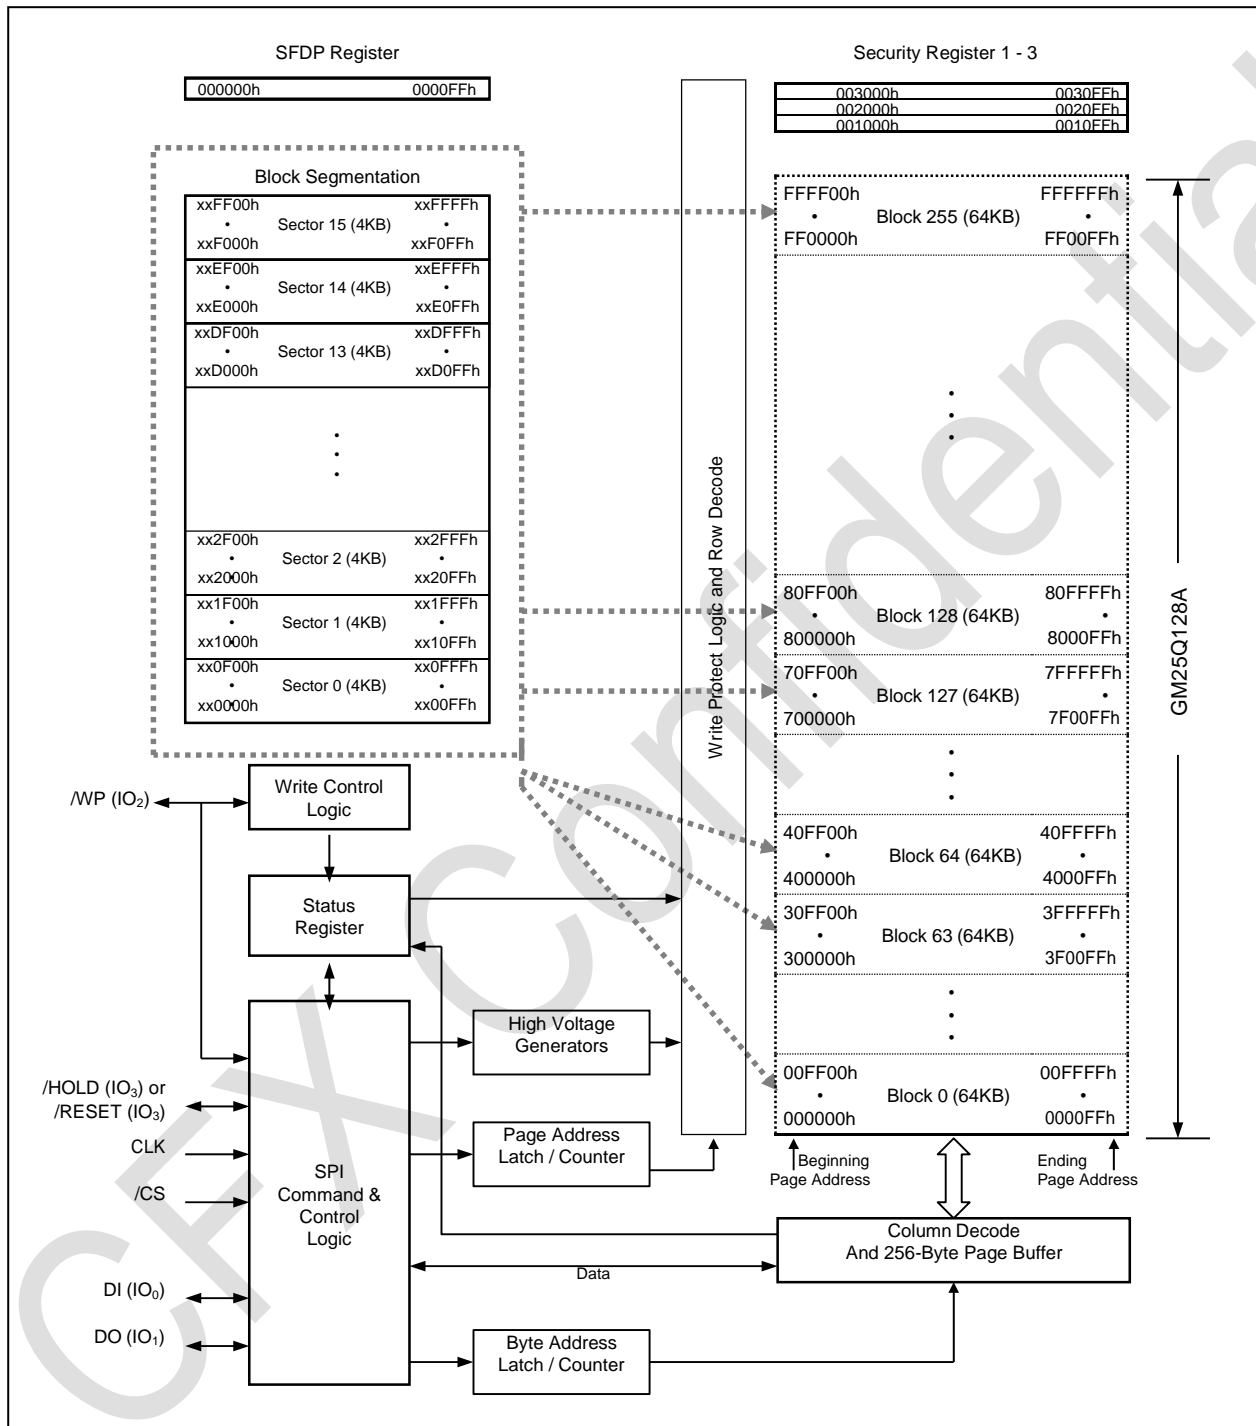 SFDP Register
000000h 0000FFh
Security Register 1 - 3
003000h 0030FFh
002000h 0020FFh
001000h 0010FFh
Block Segmentation
xxFF00h xxFFFFh
• Sector 15 (4KB) •
xxF000h xxF0FFh
xxEF00h xxEFFFh
• Sector 14 (4KB) •
xxE000h xxE0FFh
xxDF00h xxDFFFh
• Sector 13 (4KB) •
xxD000h xxD0FFh
xx2F00h xx2FFFh
• Sector 2 (4KB) •
xx2000h xx20FFh
xx1F00h xx1FFFh
• Sector 1 (4KB) •
xx1000h xx10FFh
xx0F00h xx0FFFh
• Sector 0 (4KB) •
xx0000h xx00FFh
Write Protect Logic and Row Decode
FFFF00h FFFFFFh
• Block 255 (64KB) •
FF0000h FF00FFh
80FF00h 80FFFFh
• Block 128 (64KB) •
800000h 8000FFh
70FF00h 7FFFFFh
• Block 127 (64KB) •
700000h 7F00FFh
40FF00h 40FFFFh
• Block 64 (64KB) •
400000h 4000FFh
30FF00h 3FFFFFh
• Block 63 (64KB) •
300000h 3F00FFh
00FF00h 00FFFFh
• Block 0 (64KB) •
000000h 0000FFh
GM25Q128A
Beginning
Page Address
Ending
Page Address
/WP (IO2)
Write Control
Logic
Status
Register
High Voltage
Generators
/HOLD (IO3) or
/RESET (IO3)
CLK
/CS
DI (IO0)
DO (IO1)
SPI
Command &
Control
Logic
Page Address
Latch / Counter
Column Decode
And 256-Byte Page Buffer
Data
Byte Address
Latch / Counter
CFX Confidential